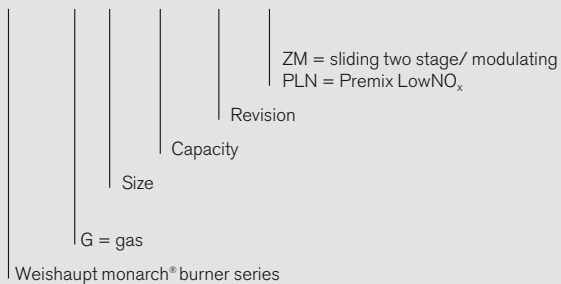 ZM = sliding two stage/ modulating
PLN = Premix LowNOₓ
Revision
Capacity
Size
G = gas
Weishaupt monarch® burner series